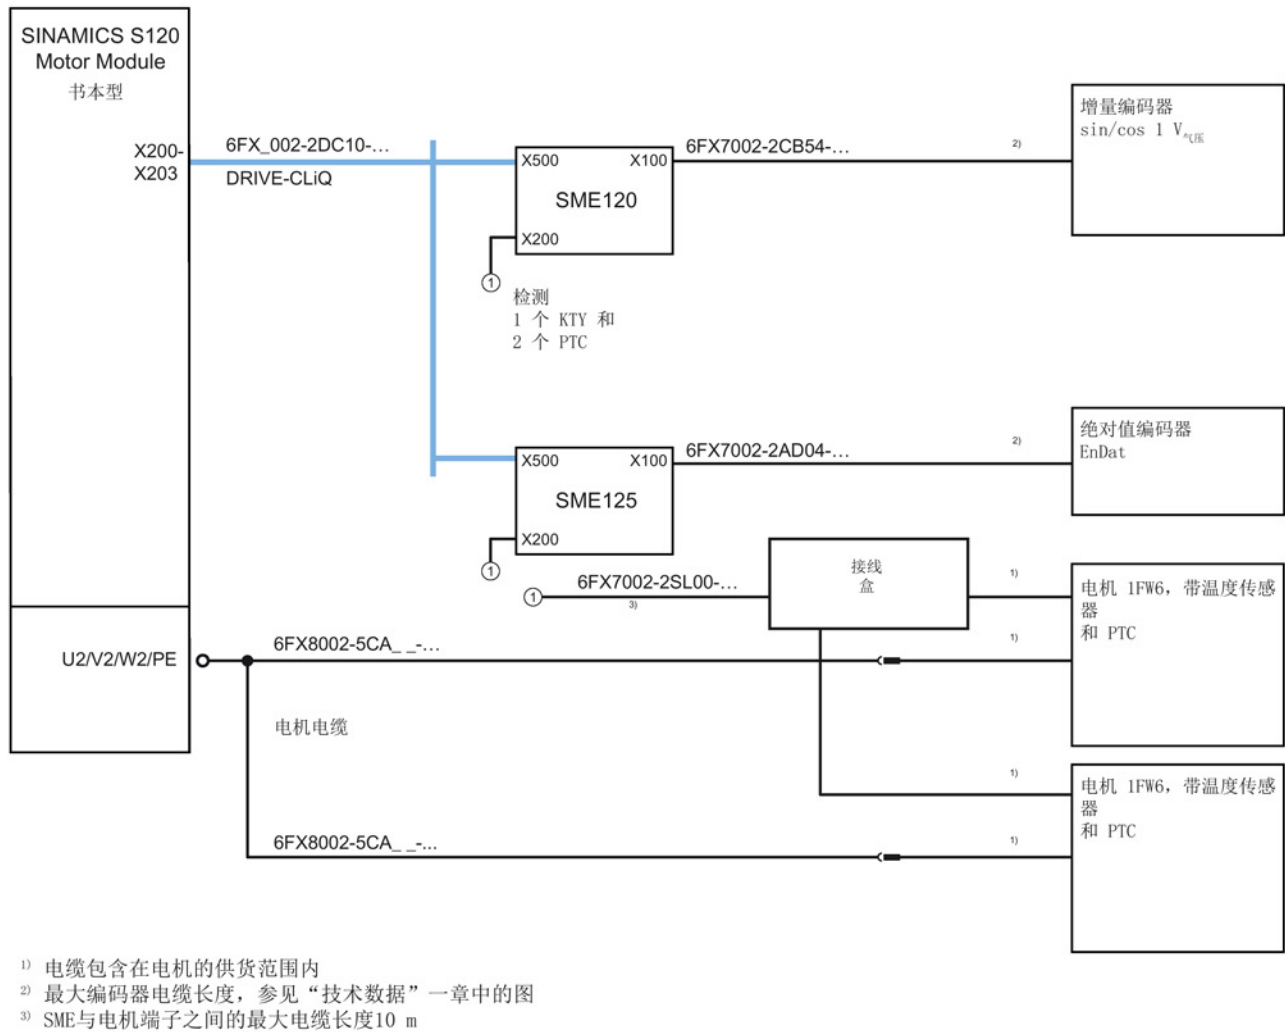 SINAMICS S120
Motor Module
书本型
X200-
X203
6FX_002-2DC10-...
DRIVE-CLiQ
X500
X100
SME120
X200
①
检测
1 个 KTY 和
2 个 PTC
6FX7002-2CB54-...
2)
增量编码器
sin/cos 1 V气压
X500
X100
SME125
X200
①
6FX7002-2AD04-...
2)
绝对值编码器
EnDat
①
6FX7002-2SL00-...
3)
接线
盒
1)
1)
电机 1FW6，带温度传感
器
和 PTC
U2/V2/W2/PE
6FX8002-5CA_ _-...
电机电缆
1)
1)
电机 1FW6，带温度传感
器
和 PTC
6FX8002-5CA_ _-...
1) 电缆包含在电机的供货范围内
2) 最大编码器电缆长度，参见“技术数据”一章中的图
3) SME与电机端子之间的最大电缆长度10 m